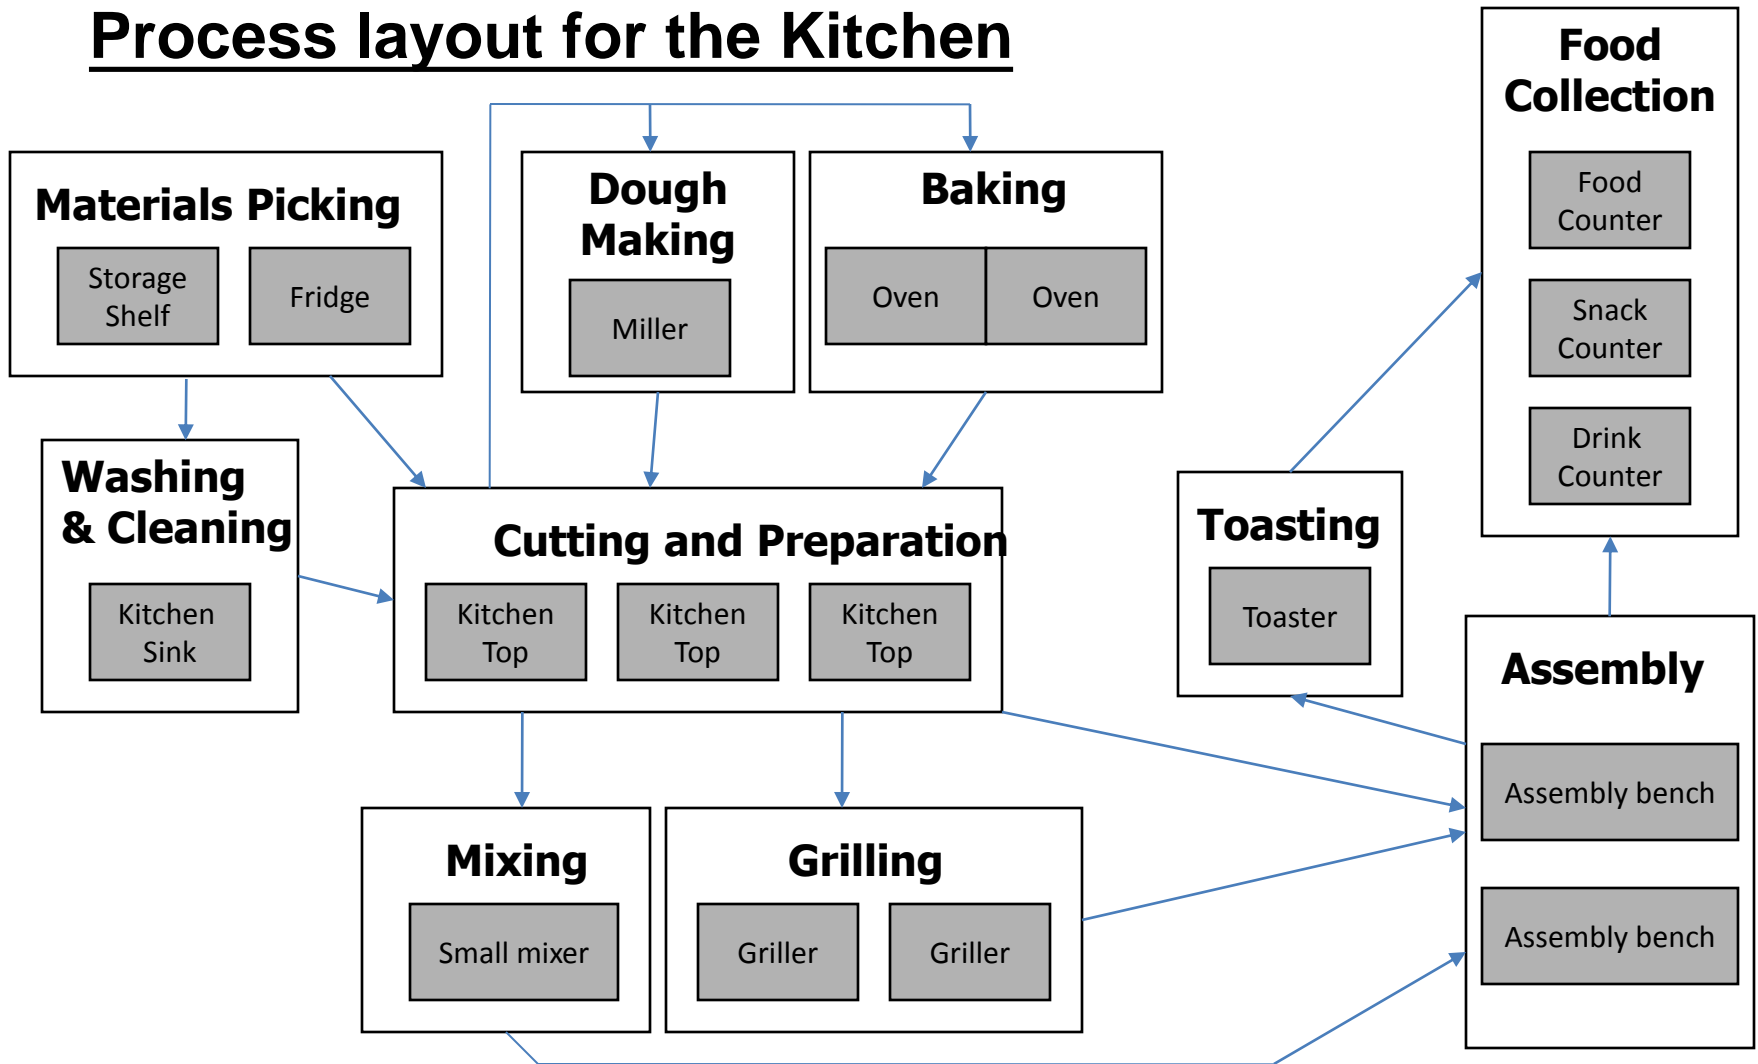 Process layout for the Kitchen
Food
Collection
Food
Counter
Snack
Counter
Drink
Counter
Materials Picking
Storage
Shelf
Fridge
Dough
Making
Miller
Baking
Oven
Oven
Washing
& Cleaning
Kitchen
Sink
Cutting and Preparation
Kitchen
Top
Kitchen
Top
Kitchen
Top
Toasting
Toaster
Assembly
Assembly bench
Assembly bench
Mixing
Small mixer
Grilling
Griller
Griller